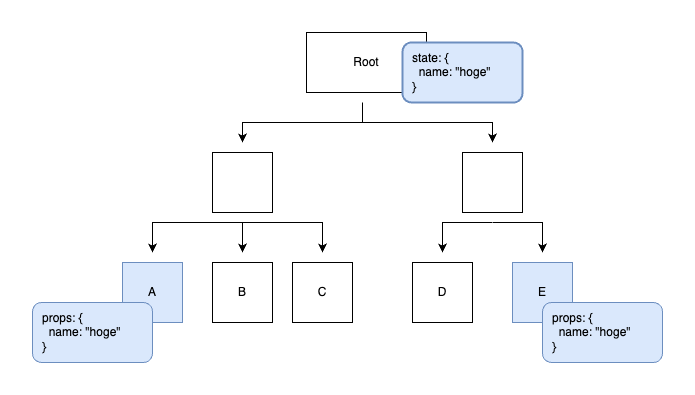 Root
state: {
  name: "hoge"
}
A
B
C
D
E
props: {
  name: "hoge"
}
props: {
  name: "hoge"
}